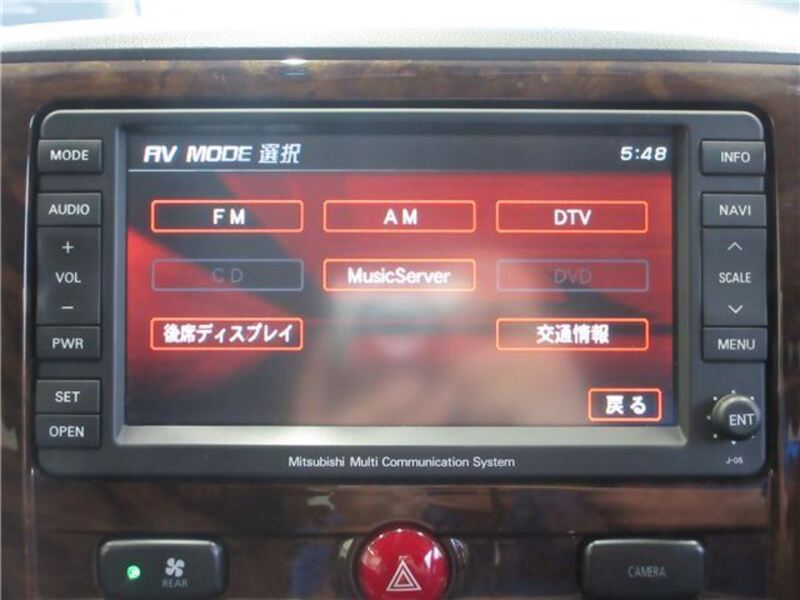 MODE
AUDIO
+
VOL
−
PWR
SET
OPEN
AV MODE 選択 5:48
FM AM DTV
CD MusicServer DVD
後席ディスプレイ 交通情報
戻る
INFO
NAVI
SCALE
MENU
ENT
J-05
Mitsubishi Multi Communication System
REAR
CAMERA